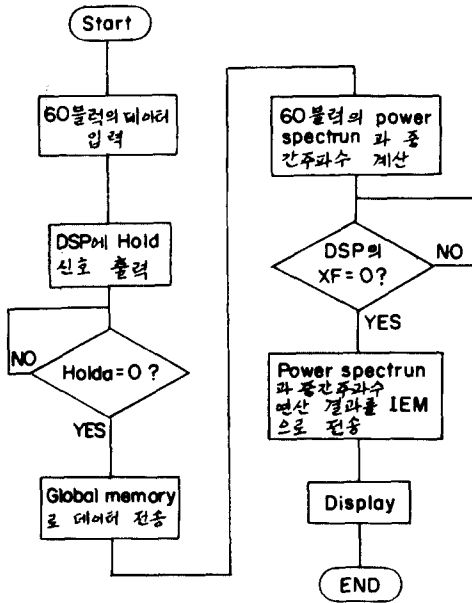 Start
60블럭의 데이터
입력
DSP에 Hold
신호 출력
NO
Holda=0?
YES
Global memory
로 데이터 전송
60블럭의 power
spectrun 과 중
간주파수 계산
DSP의
XF=0?
NO
YES
Power spectrun
과 중간주파수
연산 결과를 IEM
으로 전송
Display
END